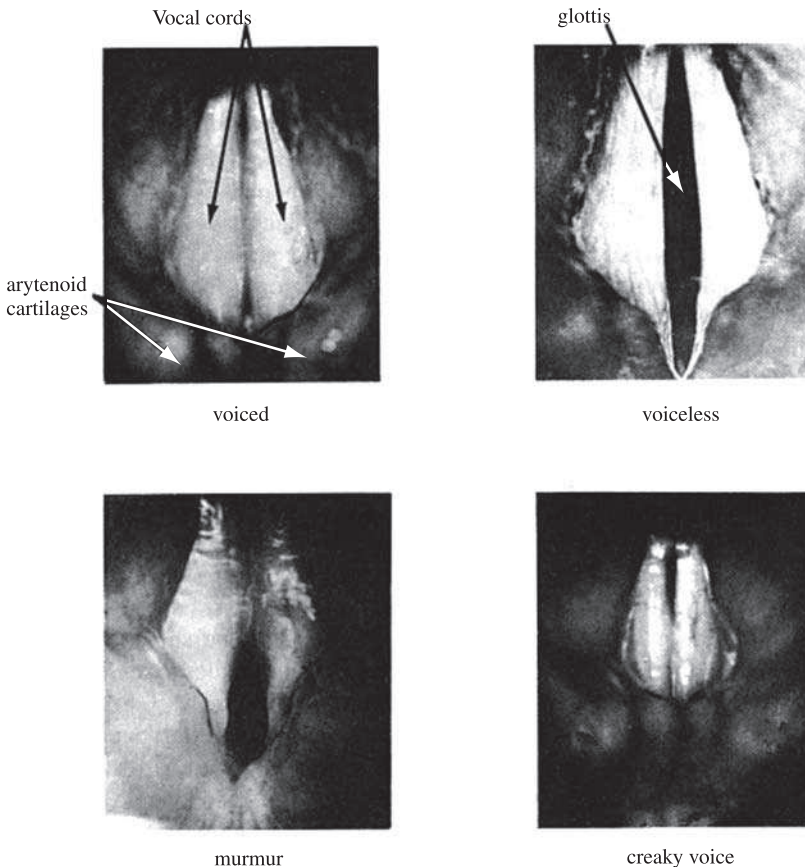 Vocal cords
glottis
arytenoid
cartilages
voiced
voiceless
murmur
creaky voice